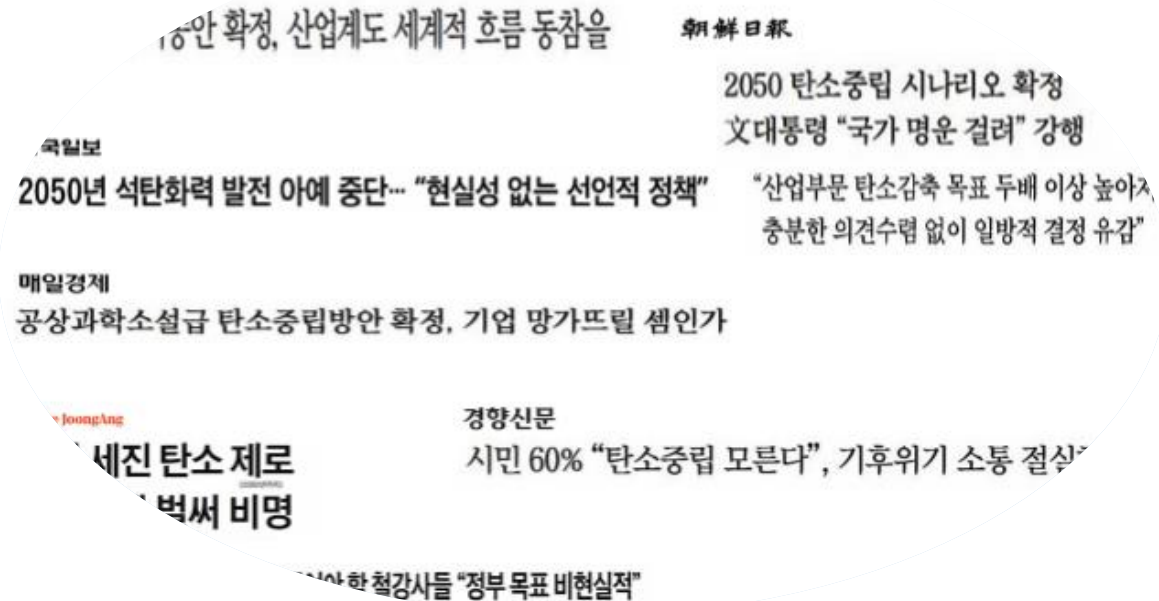 확정, 산업계도 세계적 흐름 동참을
朝鮮日報
2050 탄소중립 시나리오 확정
文대통령 “국가 명운 걸려” 강행
“산업부문 탄소감축 목표 두배 이상 높아져
충분한 의견수렴 없이 일방적 결정 유감”
국일보
2050년 석탄화력 발전 아예 중단… “현실성 없는 선언적 정책”
매일경제
공상과학소설급 탄소중립방안 확정, 기업 망가뜨릴 셈인가
JoongAng
세진 탄소 제로
벌써 비명
경향신문
시민 60% “탄소중립 모른다”, 기후위기 소통 절실
할 철강사들 “정부 목표 비현실적”